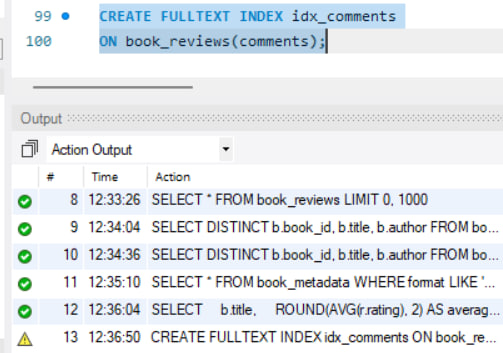 99 CREATE FULLTEXT INDEX idx_comments
100 ON book_reviews(comments);
Output
Action Output
# Time Action
8 12:33:26 SELECT * FROM book_reviews LIMIT 0, 1000
9 12:34:04 SELECT DISTINCT b.book_id, b.title, b.author FROM bo...
10 12:34:36 SELECT DISTINCT b.book_id, b.title, b.author FROM bo...
11 12:35:10 SELECT * FROM book_metadata WHERE format LIKE '...
12 12:36:04 SELECT b.title, ROUND(AVG(r.rating), 2) AS averag...
13 12:36:50 CREATE FULLTEXT INDEX idx_comments ON book_re...